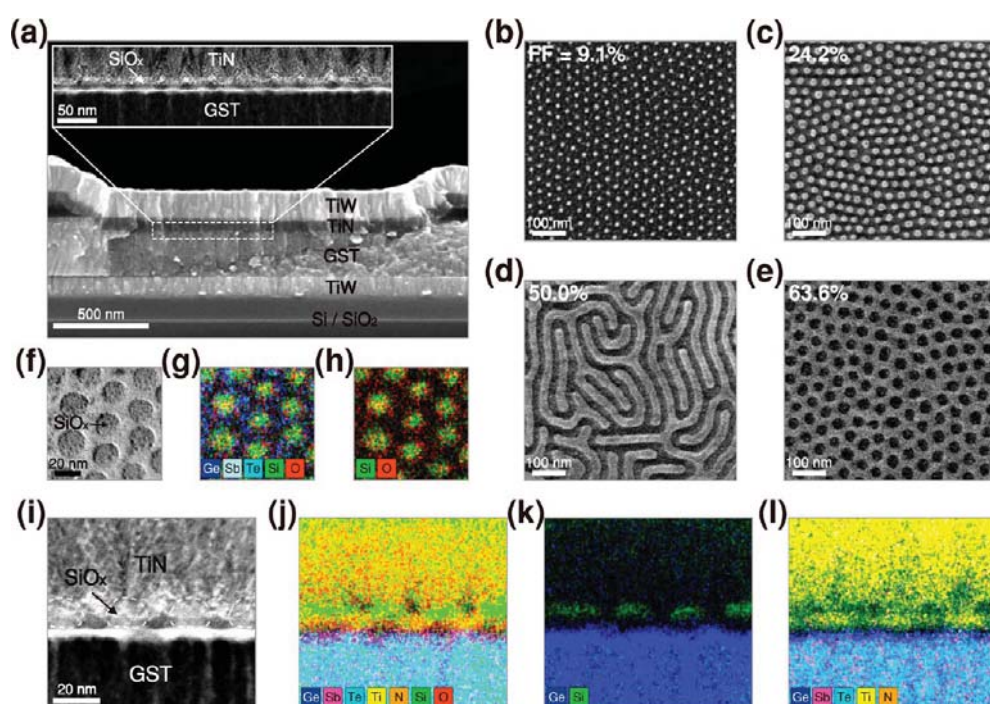 (a)
SiOₓ
TiN
GST
50 nm
TiW
TiN
GST
TiW
Si / SiO₂
500 nm
(b)
FF = 9.1%
100 nm
(c)
24.2%
100 nm
(d)
50.0%
100 nm
(e)
63.6%
100 nm
(f)
SiOₓ
20 nm
(g)
Ge Sb Te Si O
(h)
Si O
(i)
TiN
SiOₓ
GST
20 nm
(j)
Ge Sb Te Ti N Si O
(k)
Ge Si
(l)
Ge Sb Te Ti N